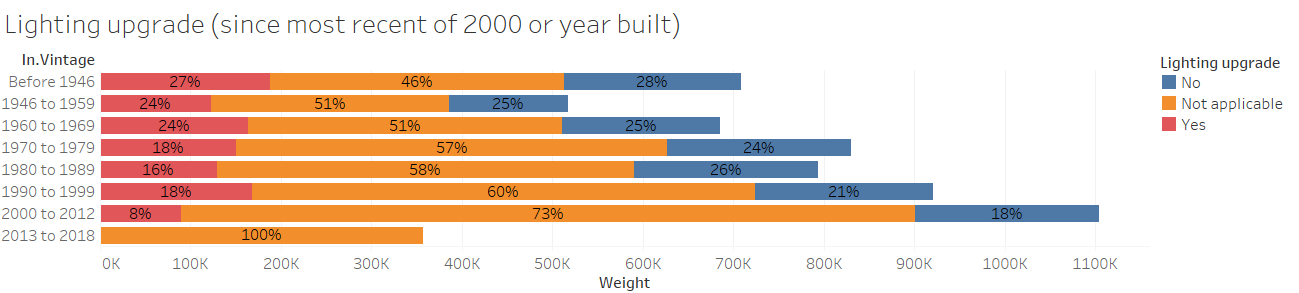 Lighting upgrade (since most recent of 2000 or year built)
In.Vintage
Before 1946 27% 46% 28%
1946 to 1959 24% 51% 25%
1960 to 1969 24% 51% 25%
1970 to 1979 18% 57% 24%
1980 to 1989 16% 58% 26%
1990 to 1999 18% 60% 21%
2000 to 2012 8% 73% 18%
2013 to 2018 100%
0K 100K 200K 300K 400K 500K 600K 700K 800K 900K 1000K 1100K
Weight
Lighting upgrade
No
Not applicable
Yes